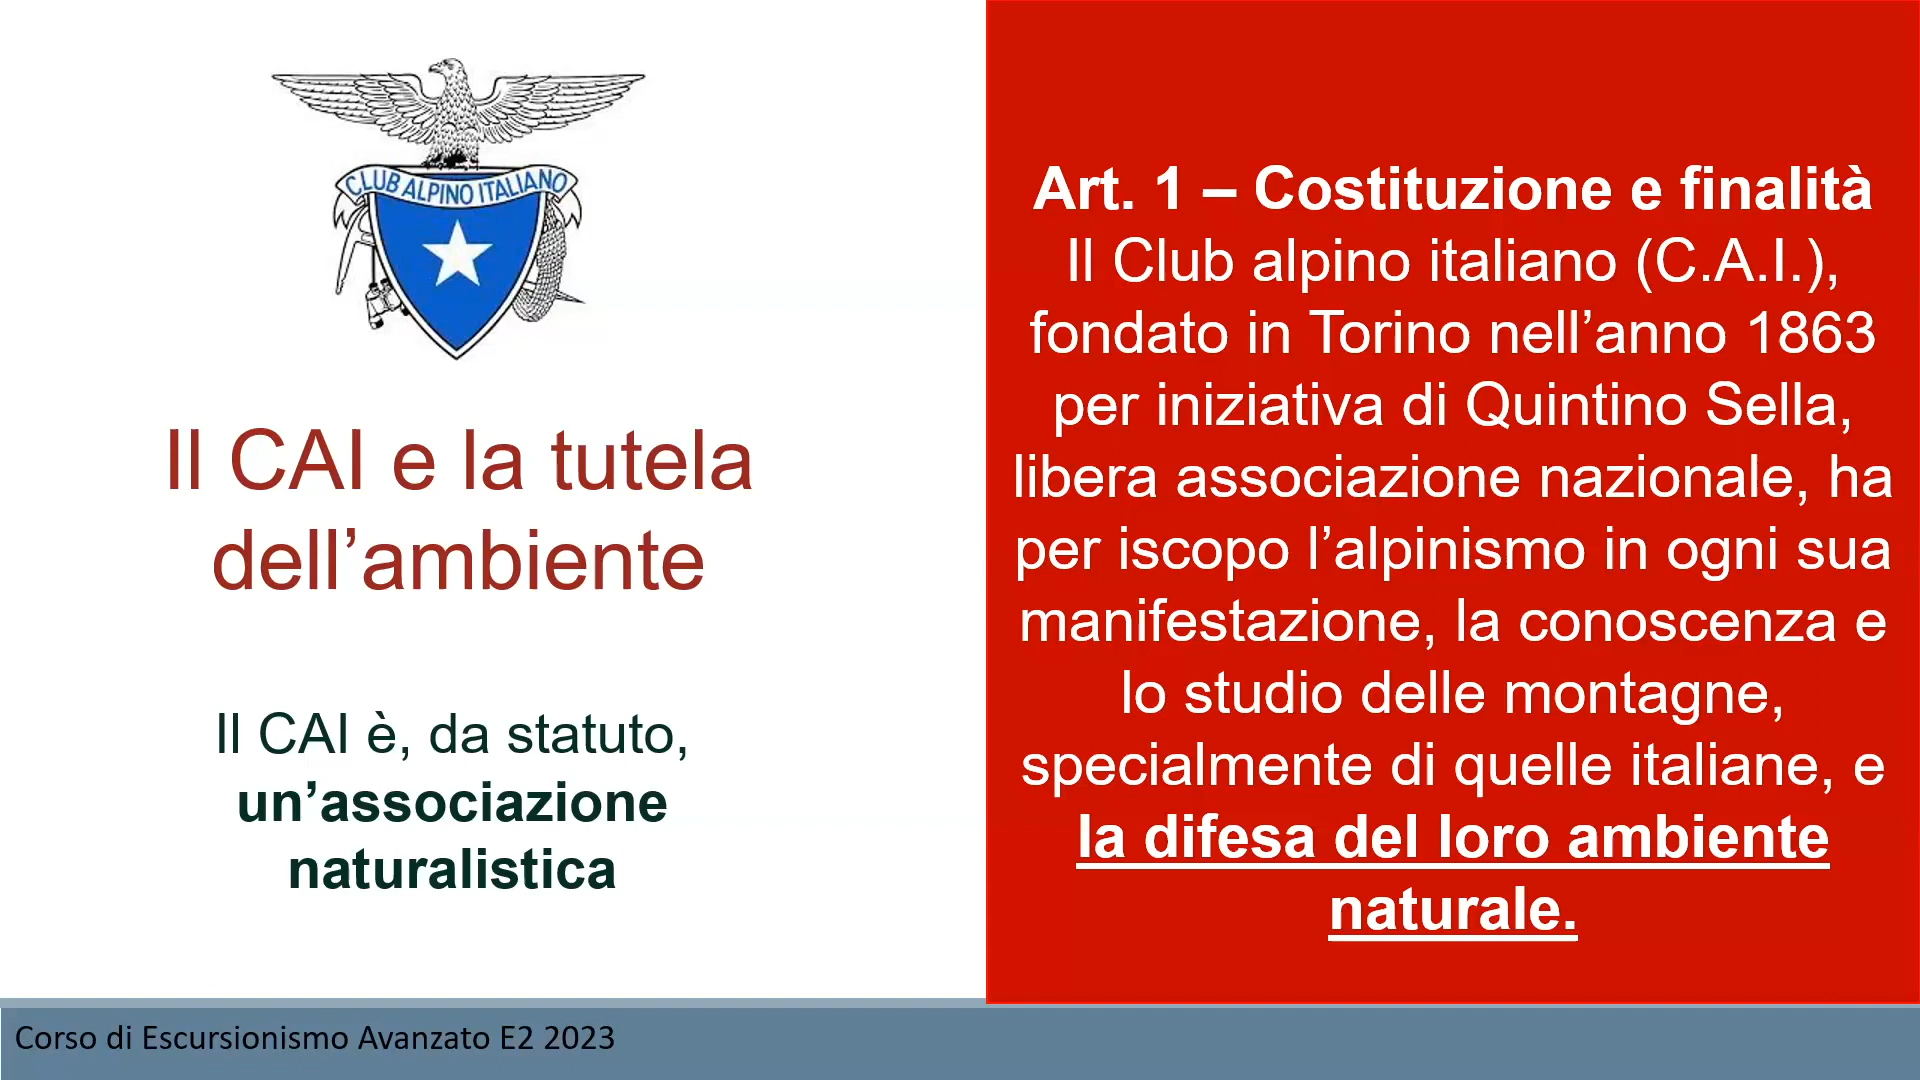 CLUB ALPINO ITALIANO
Il CAI e la tutela
dell’ambiente
Il CAI è, da statuto,
un’associazione
naturalistica
Art. 1 – Costituzione e finalità
Il Club alpino italiano (C.A.I.),
fondato in Torino nell’anno 1863
per iniziativa di Quintino Sella,
libera associazione nazionale, ha
per iscopo l’alpinismo in ogni sua
manifestazione, la conoscenza e
lo studio delle montagne,
specialmente di quelle italiane, e
la difesa del loro ambiente
naturale.
Corso di Escursionismo Avanzato E2 2023